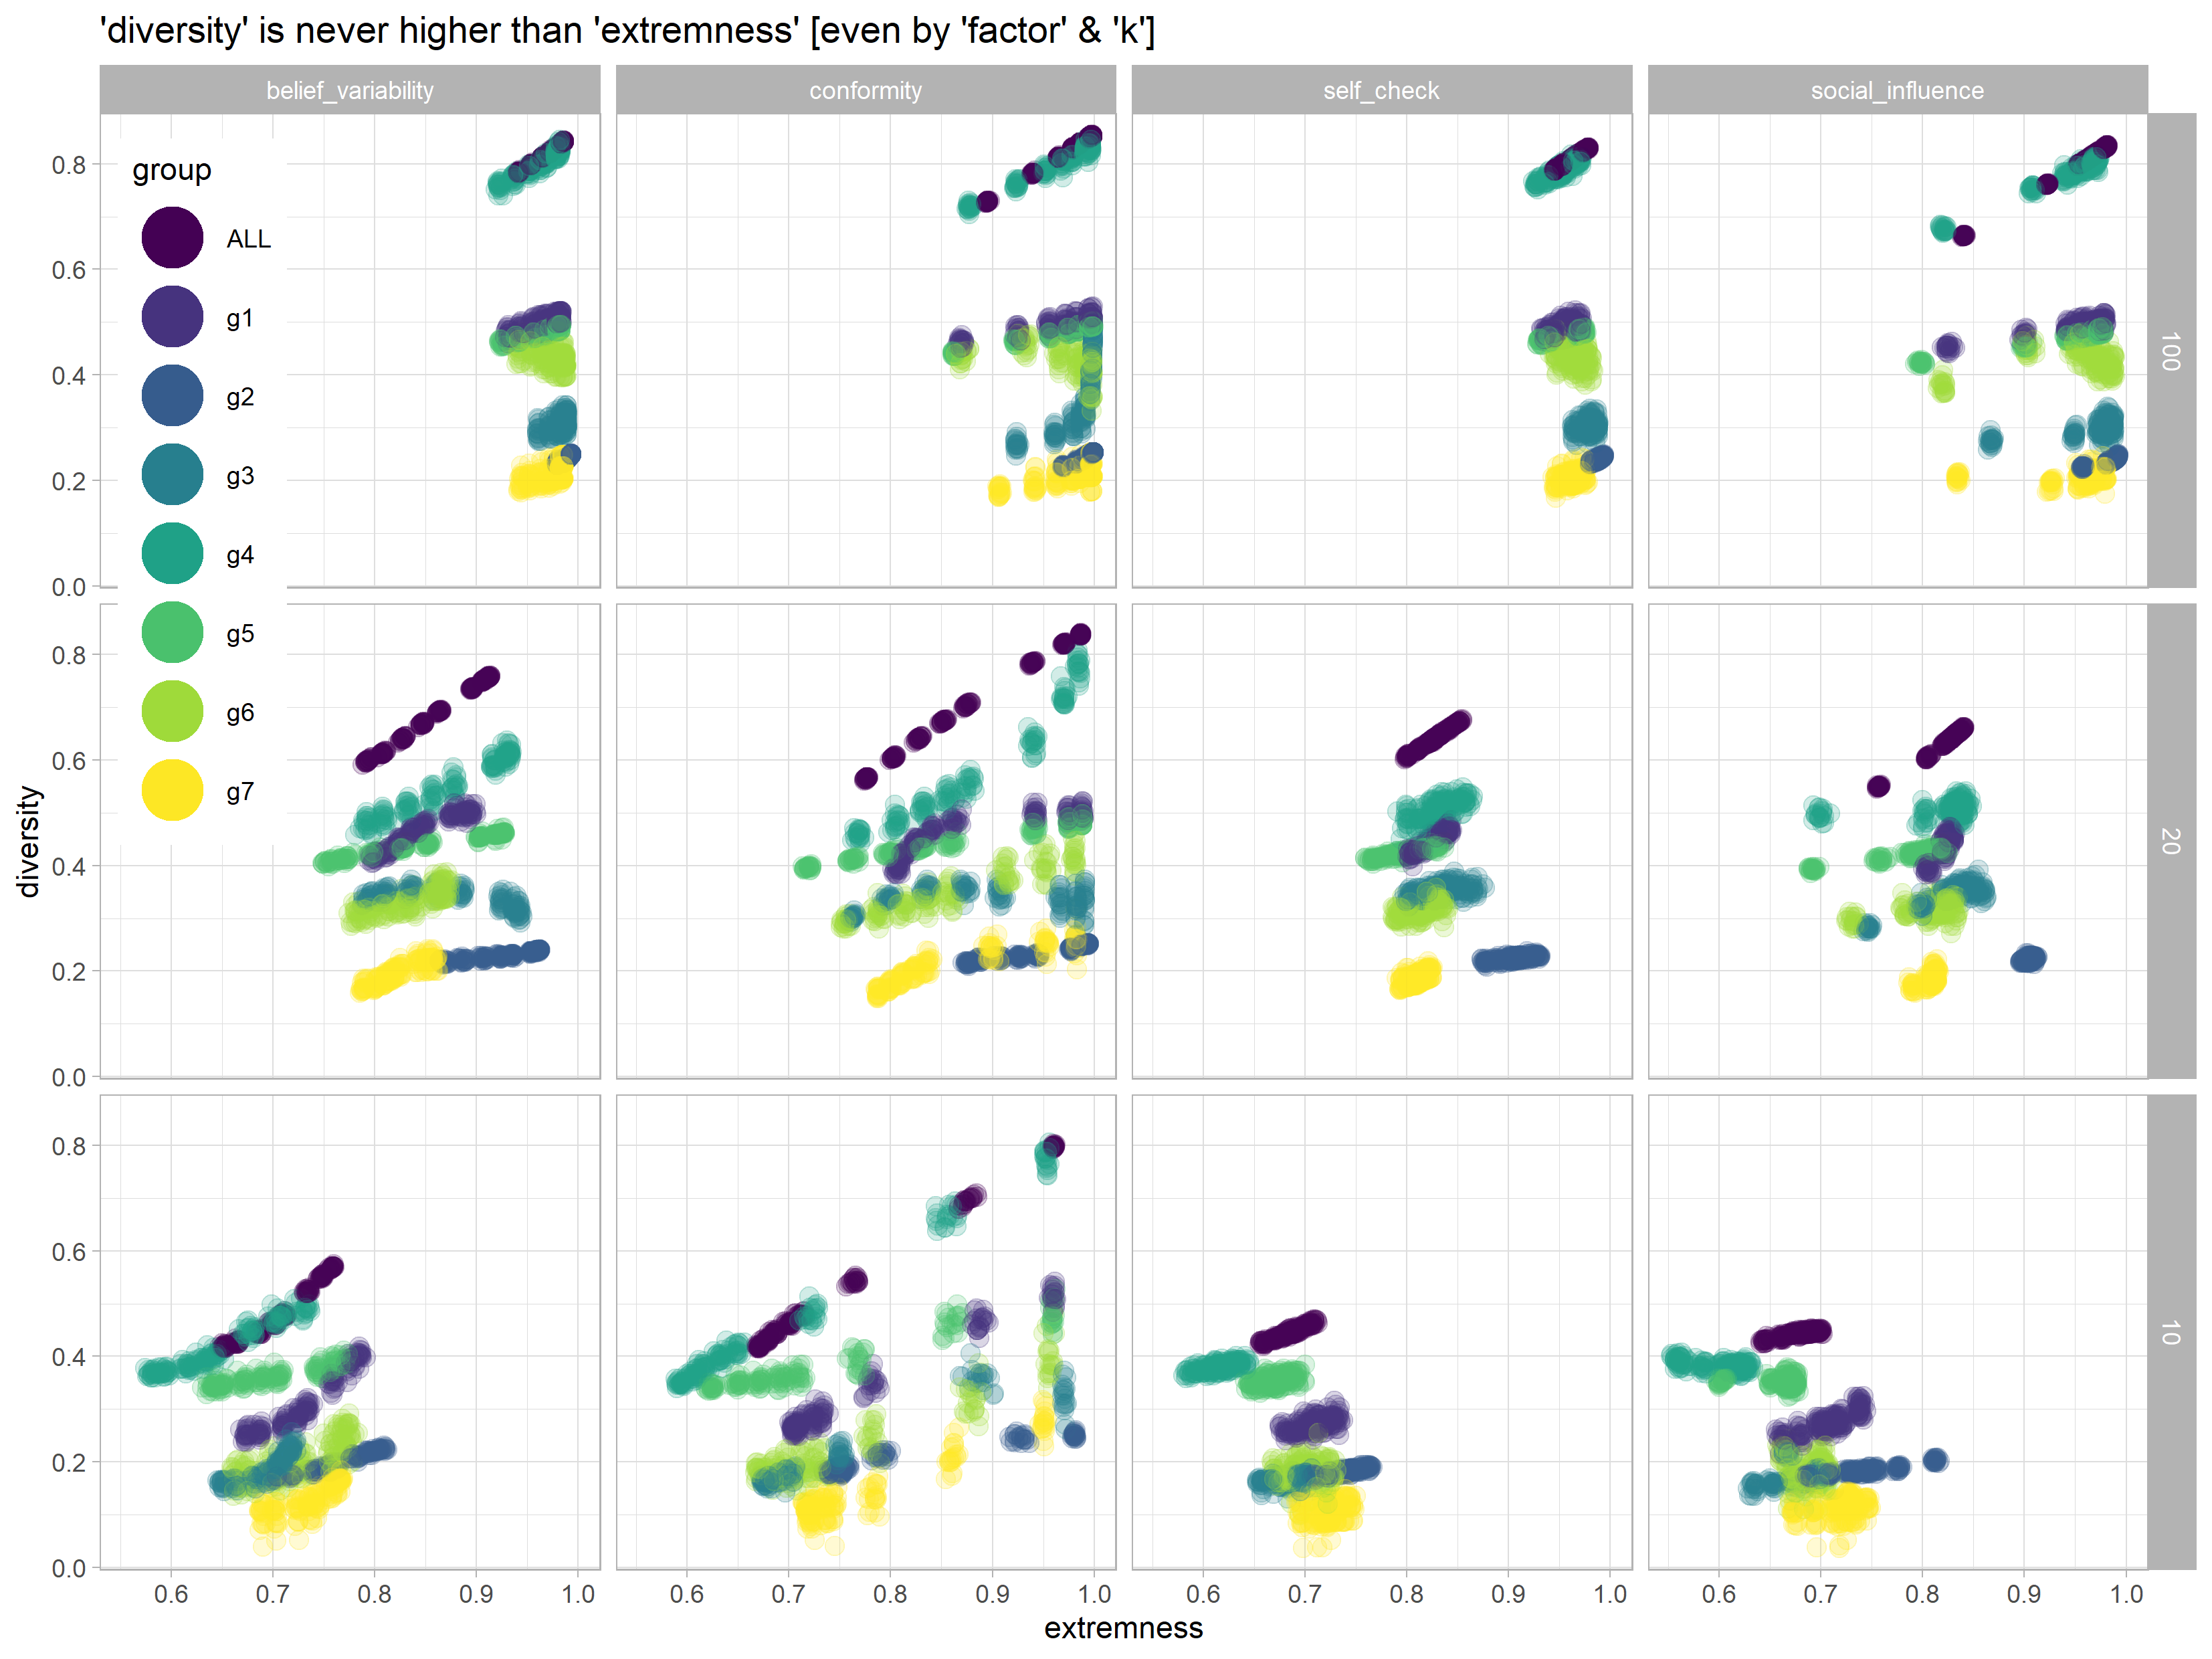 'diversity' is never higher than 'extremness' [even by 'factor' & 'k']
belief_variability
conformity
self_check
social_influence
group
ALL
g1
g2
g3
g4
g5
g6
g7
diversity
0.8
0.6
0.4
0.2
0.0
100
0.8
0.6
0.4
0.2
0.0
20
0.8
0.6
0.4
0.2
0.0
10
0.6 0.7 0.8 0.9 1.0
0.6 0.7 0.8 0.9 1.0
0.6 0.7 0.8 0.9 1.0
0.6 0.7 0.8 0.9 1.0
extremness